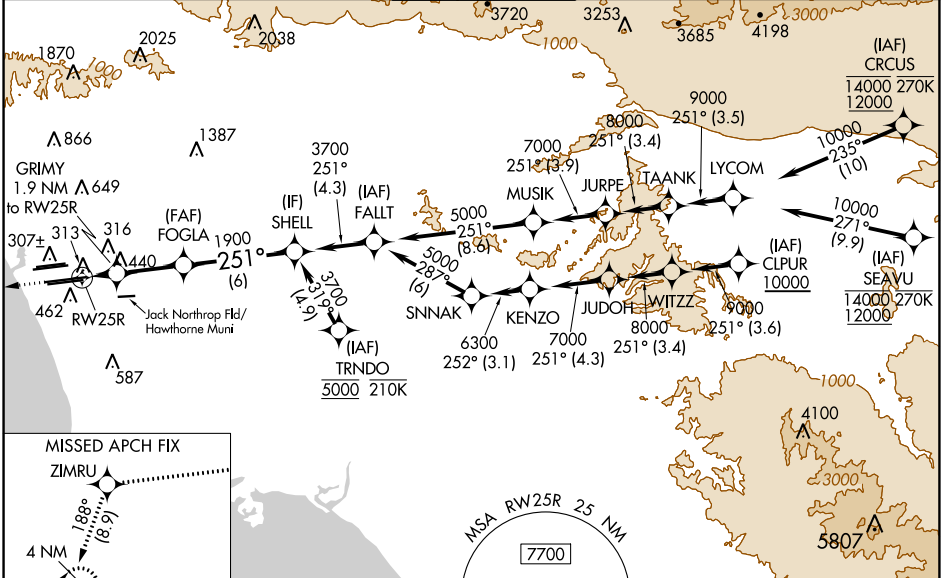 3720
3253
3685
4198
3000
1000
1870
1000
2025
2038
(IAF)
CRCUS
14000 270K
12000
866
1387
GRIMY
1.9 NM
to RW25R
649
313
316
307±
440
462
RW25R
Jack Northrop Fld/
Hawthorne Muni
587
(FAF)
FOGLA
1900
251°
(6)
(IF)
SHELL
3700
251°
(4.3)
(IAF)
FALLT
5000
251°
(8.6)
MUSIK
7000
251° (3.9)
JURPE
8000
251° (3.4)
TAANK
9000
251° (3.5)
LYCOM
10000
235°
(10)
10000
271°
(9.9)
(IAF)
SEAVU
14000 270K
12000
(IAF)
CLPUR
10000
9000
251° (3.6)
WITZZ
8000
251° (3.4)
JUDOH
7000
251° (4.3)
KENZO
6300
252° (3.1)
SNNAK
5000
287°
(6)
3700
319°
(4.9)
(IAF)
TRNDO
5000 210K
1000
4100
3000
5807
MISSED APCH FIX
ZIMRU
188°
(8.9)
4 NM
MSA RW25R 25 NM
7700